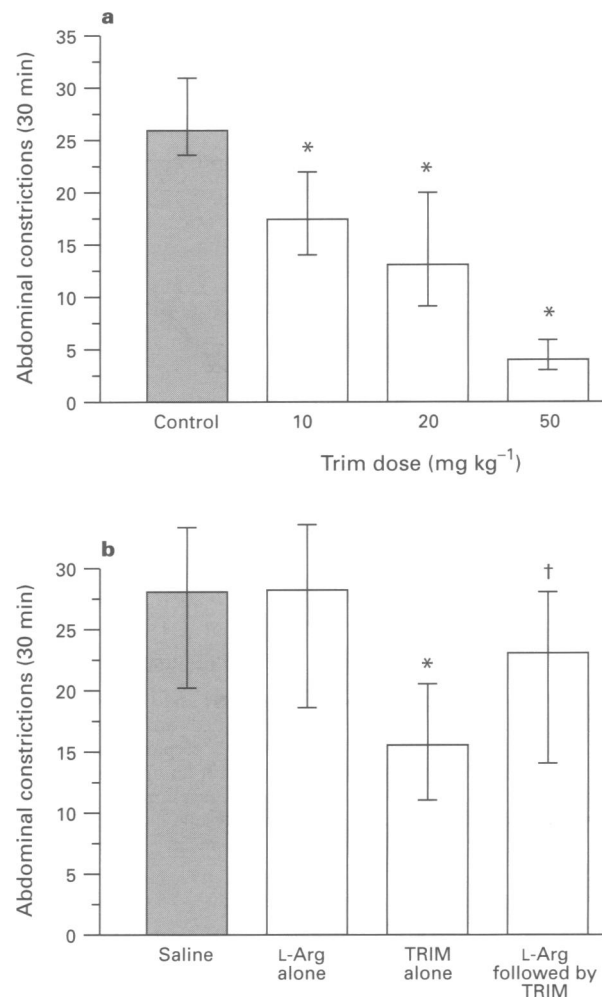 a
Abdominal constrictions (30 min)
35
30
25
20
15
10
5
0
*
*
*
Control
10
20
50
Trim dose (mg kg⁻¹)
b
Abdominal constrictions (30 min)
30
25
20
15
10
5
0
*
†
Saline
L-Arg
alone
TRIM
alone
L-Arg
followed by
TRIM